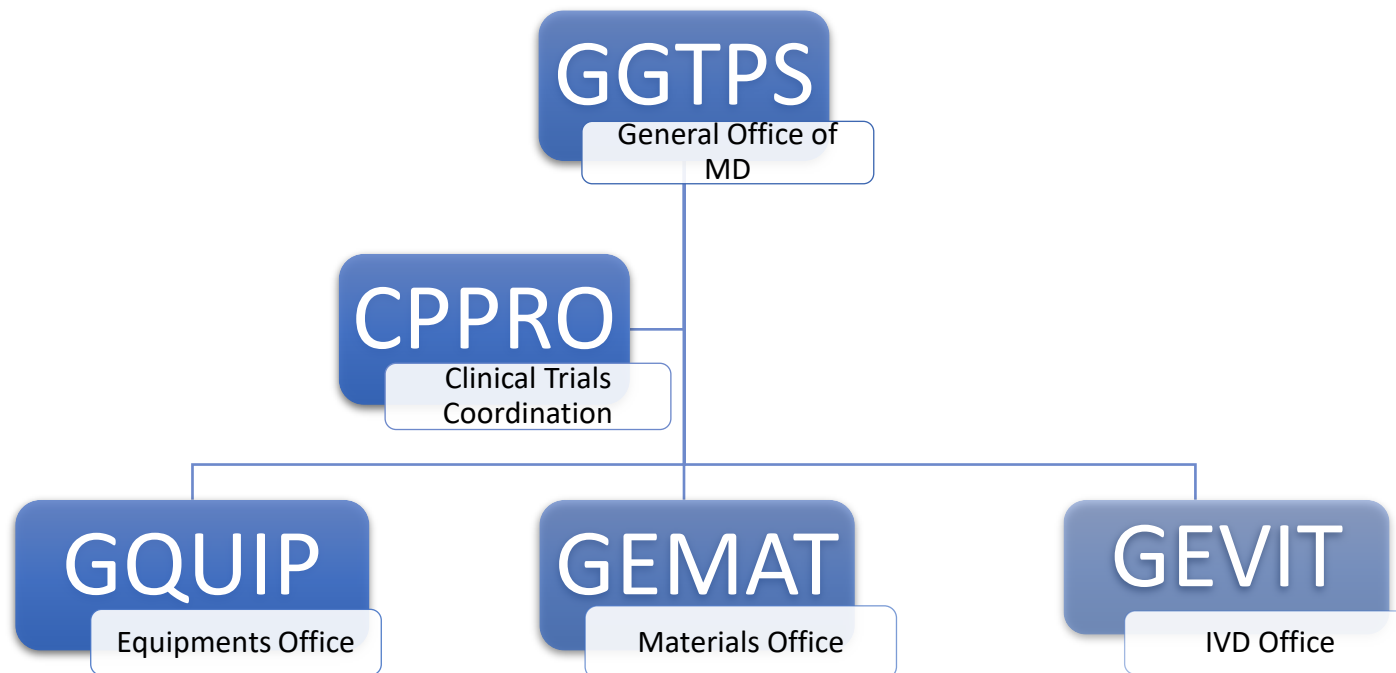 GGTPS
General Office of
MD
CPPRO
Clinical Trials
Coordination
GQUIP
Equipments Office
GEMAT
Materials Office
GEVIT
IVD Office